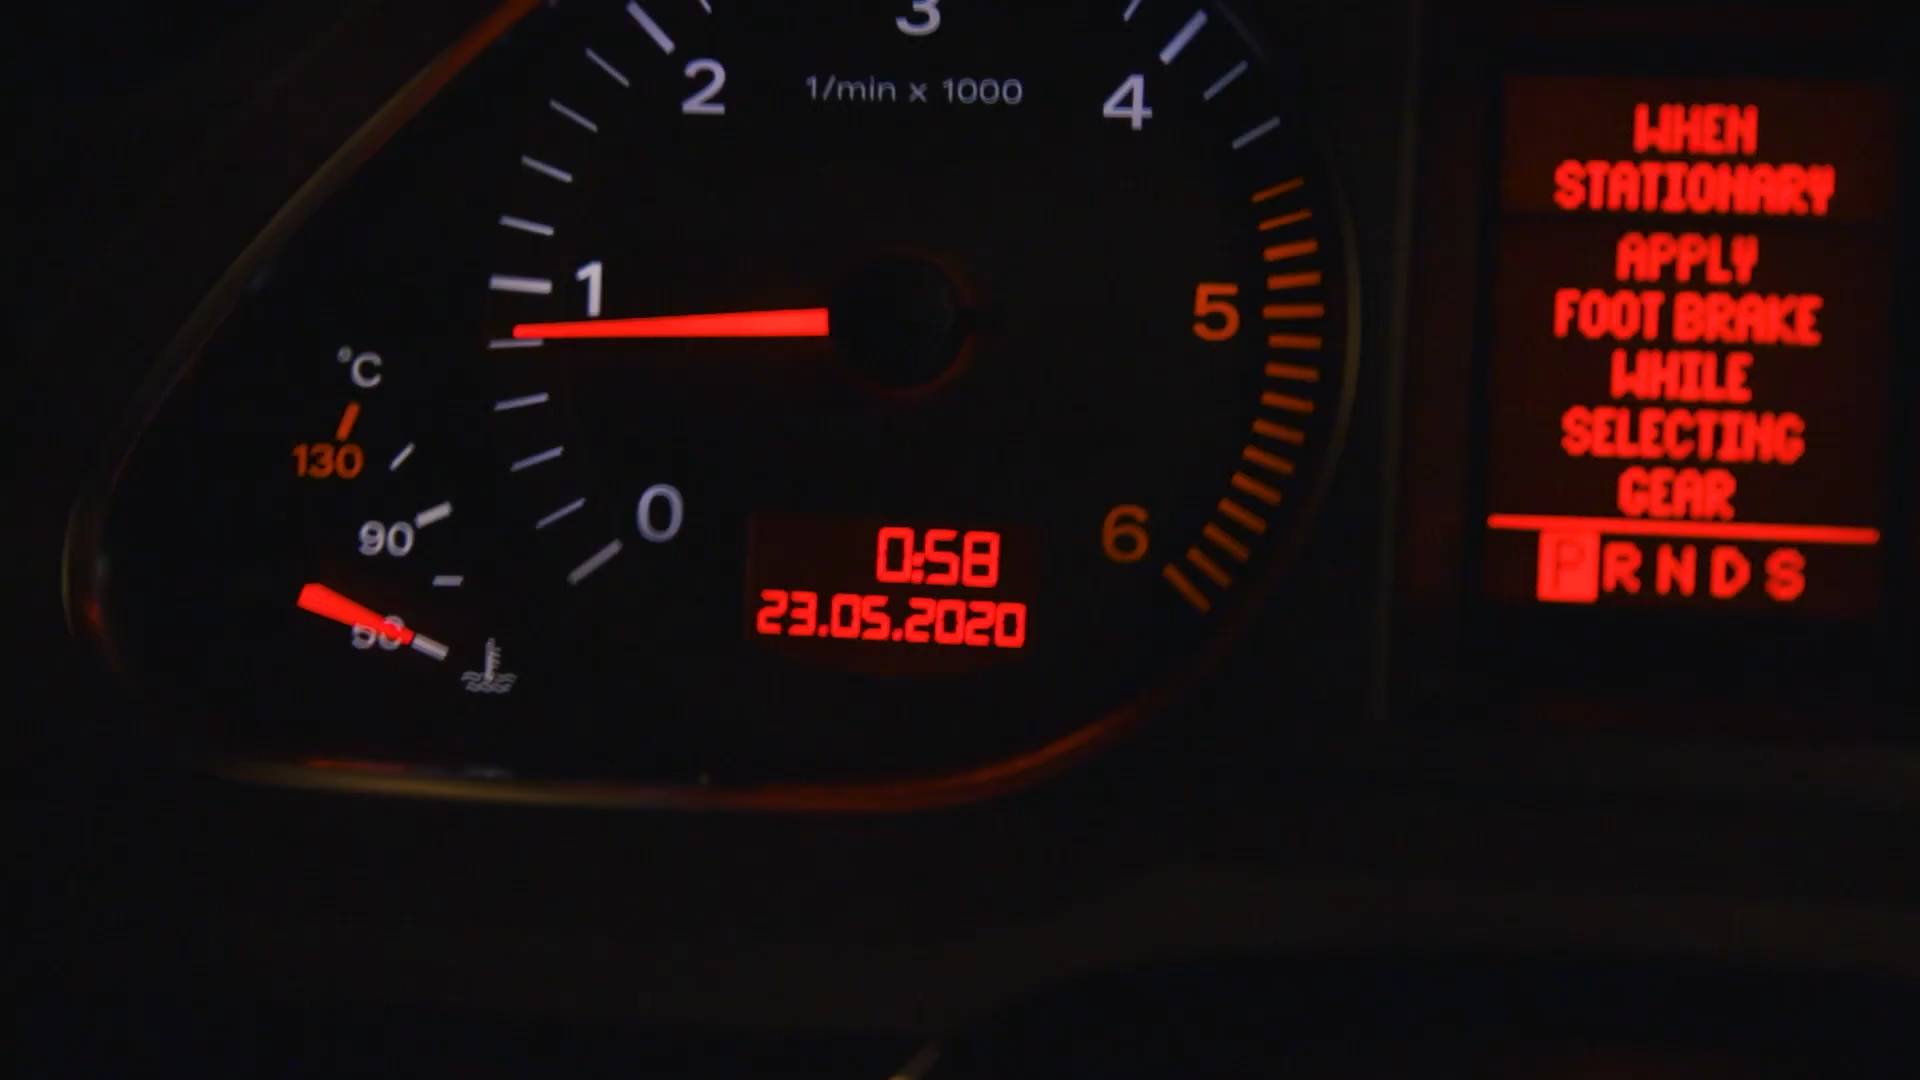 3
2
1/min x 1000
4
1
5
°C
130
90
50
0
6
0:58
23.05.2020
WHEN
STATIONARY
APPLY
FOOT BRAKE
WHILE
SELECTING
GEAR
P R N D S